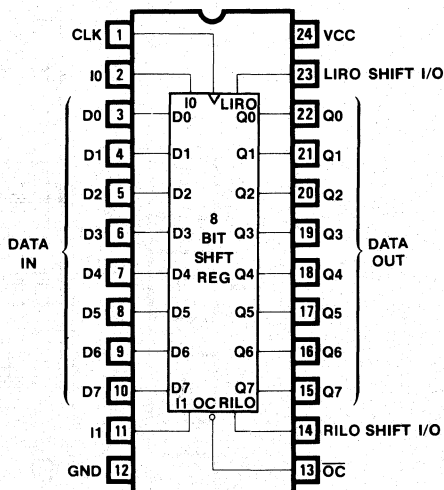 CLK 1 24 VCC
I0 2 23 LIRO SHIFT I/O
I0 LIRO
D0 3 D0 Q0 22 Q0
D1 4 D1 Q1 21 Q1
D2 5 D2 Q2 20 Q2
8
D3 6 D3 BIT Q3 19 Q3
DATA IN
DATA OUT
SHFT
D4 7 D4 REG Q4 18 Q4
D5 8 D5 Q5 17 Q5
D6 9 D6 Q6 16 Q6
D7 10 D7 Q7 15 Q7
I1 OC RILO
I1 11 14 RILO SHIFT I/O
GND 12 13 OC